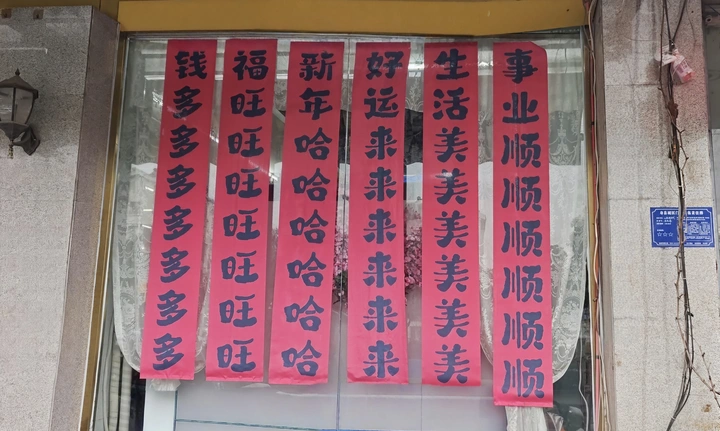 事业顺顺顺顺顺顺
生活美美美美美美
好运来来来来来来
新年哈哈哈哈哈哈
福旺旺旺旺旺旺旺
钱多多多多多多多